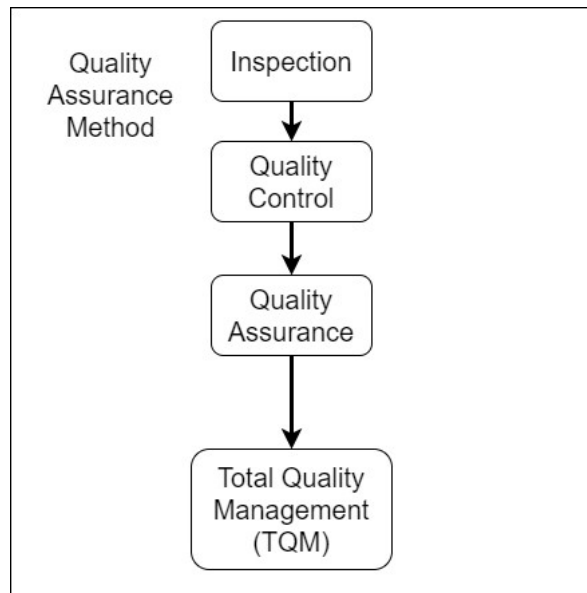 Quality
Assurance
Method
Inspection
Quality
Control
Quality
Assurance
Total Quality
Management
(TQM)